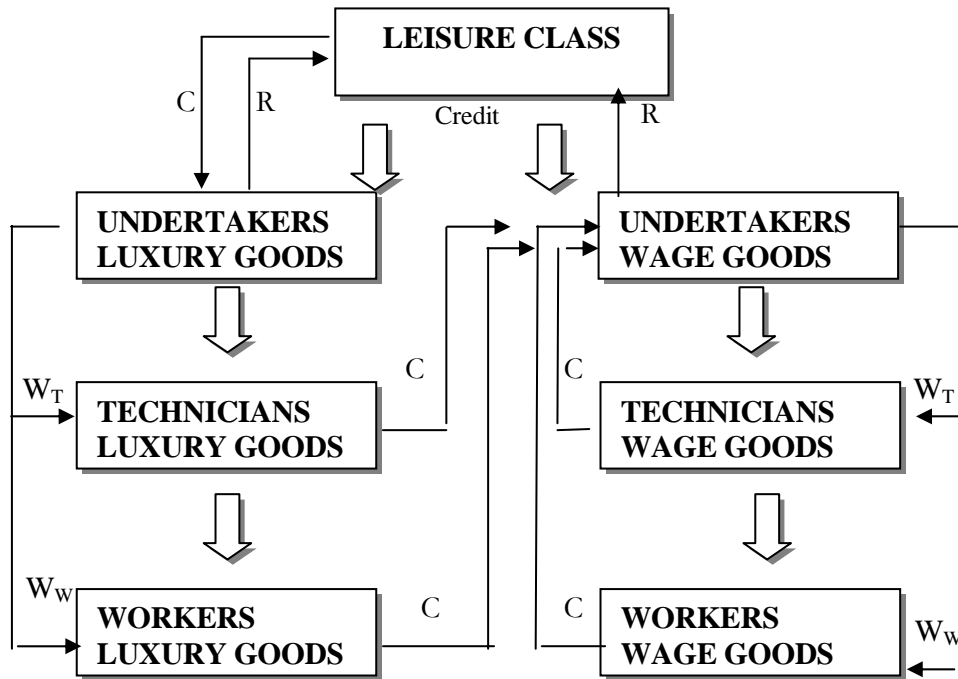 LEISURE CLASS
C
R
Credit
R
UNDERTAKERS
LUXURY GOODS
UNDERTAKERS
WAGE GOODS
W_T
C
C
W_T
TECHNICIANS
LUXURY GOODS
TECHNICIANS
WAGE GOODS
W_W
C
C
W_W
WORKERS
LUXURY GOODS
WORKERS
WAGE GOODS